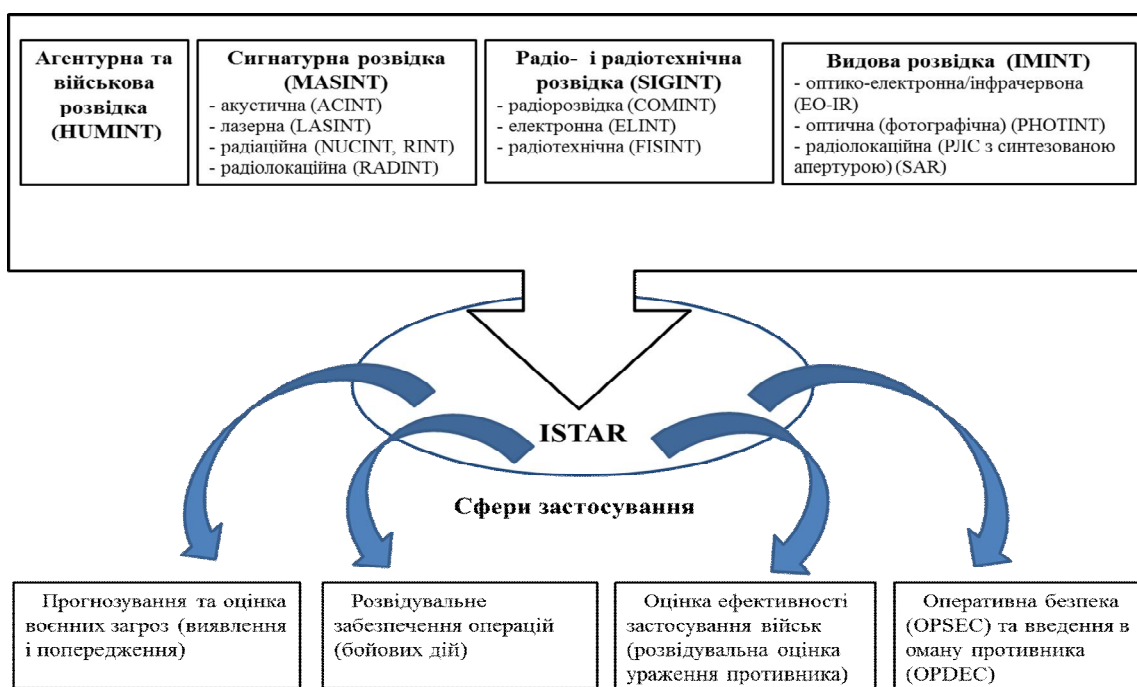 Агентурна та
військова
розвідка
(HUMINT)
Сигнатурна розвідка
(MASINT)
- акустична (ACINT)
- лазерна (LASINT)
- радіаційна (NUCINT, RINT)
- радіолокаційна (RADINT)
Радіо- і радіотехнічна
розвідка (SIGINT)
- радіорозвідка (COMINT)
- електронна (ELINT)
- радіотехнічна (FISINT)
Видова розвідка (IMINT)
- оптико-електронна/інфрачервона
(EO-IR)
- оптична (фотографічна) (PHOTINT)
- радіолокаційна (РЛС з синтезованою
апертурою) (SAR)
ISTAR
Сфери застосування
Прогнозування та оцінка
воєнних загроз (виявлення
і попередження)
Розвідувальне
забезпечення операцій
(бойових дій)
Оцінка ефективності
застосування військ
(розвідувальна оцінка
ураження противника)
Оперативна безпека
(OPSEC) та введення в
оману противника
(OPDEC)